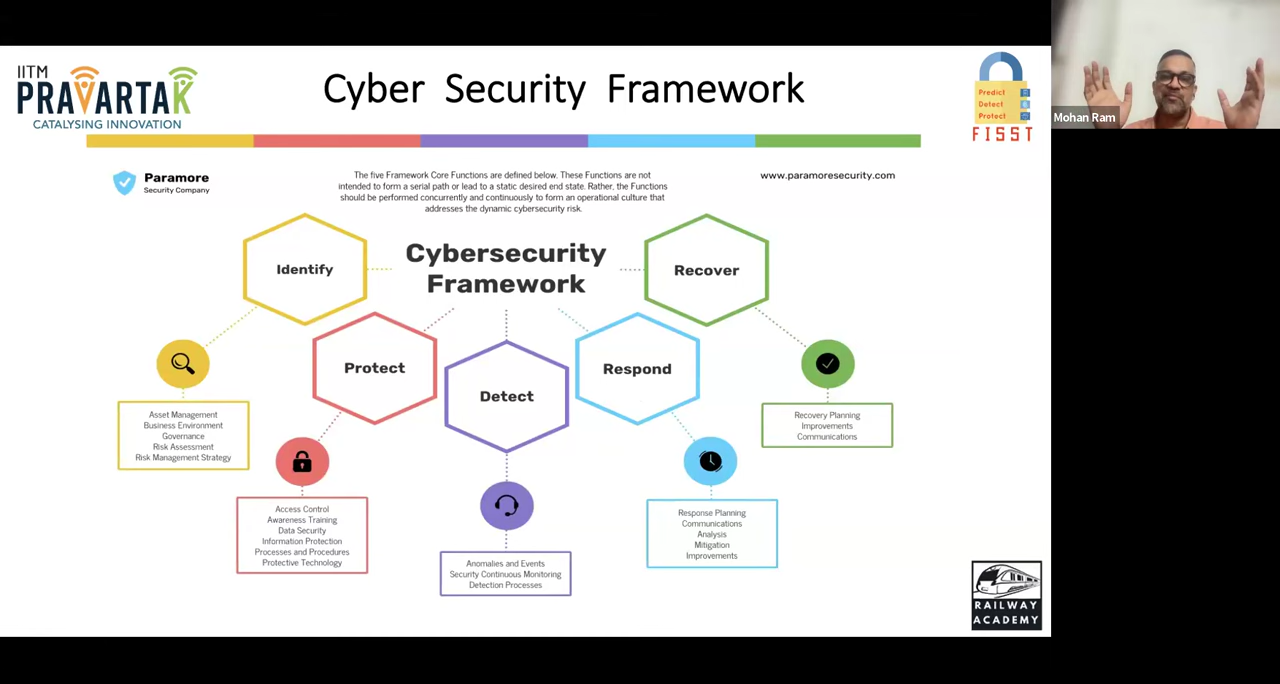 IITM
PRAVARTAK
CATALYSING INNOVATION
Cyber Security Framework
Predict
Detect
Protect
FISST
Mohan Ram
Paramore
Security Company
The five Framework Core Functions are defined below. These Functions are not
intended to form a serial path or lead to a static desired end state. Rather, the Functions
should be performed concurrently and continuously to form an operational culture that
addresses the dynamic cybersecurity risk.
www.paramoresecurity.com
Cybersecurity
Framework
Identify
Asset Management
Business Environment
Governance
Risk Assessment
Risk Management Strategy
Protect
Access Control
Awareness Training
Data Security
Information Protection
Processes and Procedures
Protective Technology
Detect
Anomalies and Events
Security Continuous Monitoring
Detection Processes
Respond
Response Planning
Communications
Analysis
Mitigation
Improvements
Recover
Recovery Planning
Improvements
Communications
RAILWAY
ACADEMY